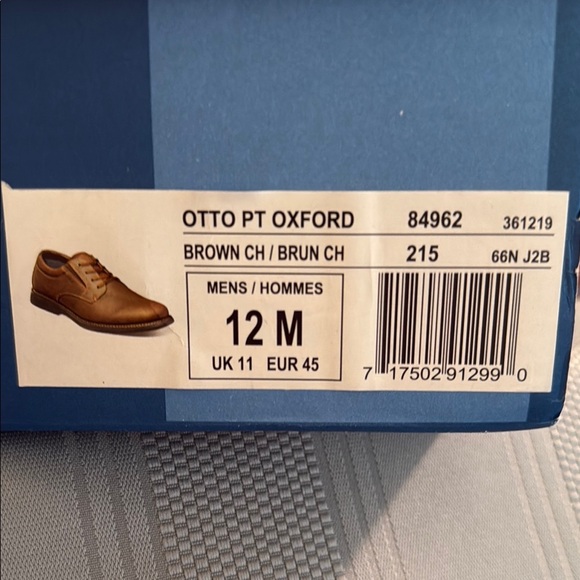 OTTO PT OXFORD 84962 361219
BROWN CH / BRUN CH 215 66N J2B
MENS / HOMMES
12 M
UK 11 EUR 45
7 17502 91299 0